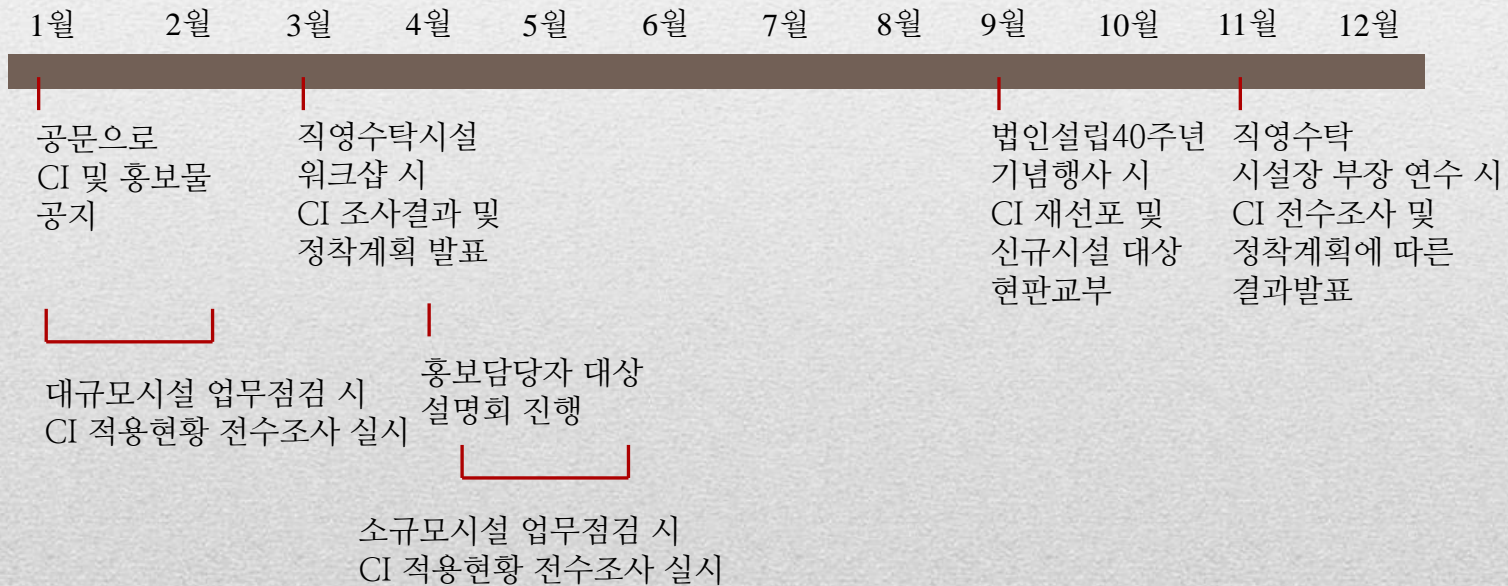 1월 2월 3월 4월 5월 6월 7월 8월 9월 10월 11월 12월
공문으로
CI 및 홍보물
공지
직영수탁시설
워크샵 시
CI 조사결과 및
정착계획 발표
법인설립40주년
기념행사 시
CI 재선포 및
신규시설 대상
현판교부
직영수탁
시설장 부장 연수 시
CI 전수조사 및
정착계획에 따른
결과발표
대규모시설 업무점검 시
CI 적용현황 전수조사 실시
홍보담당자 대상
설명회 진행
소규모시설 업무점검 시
CI 적용현황 전수조사 실시